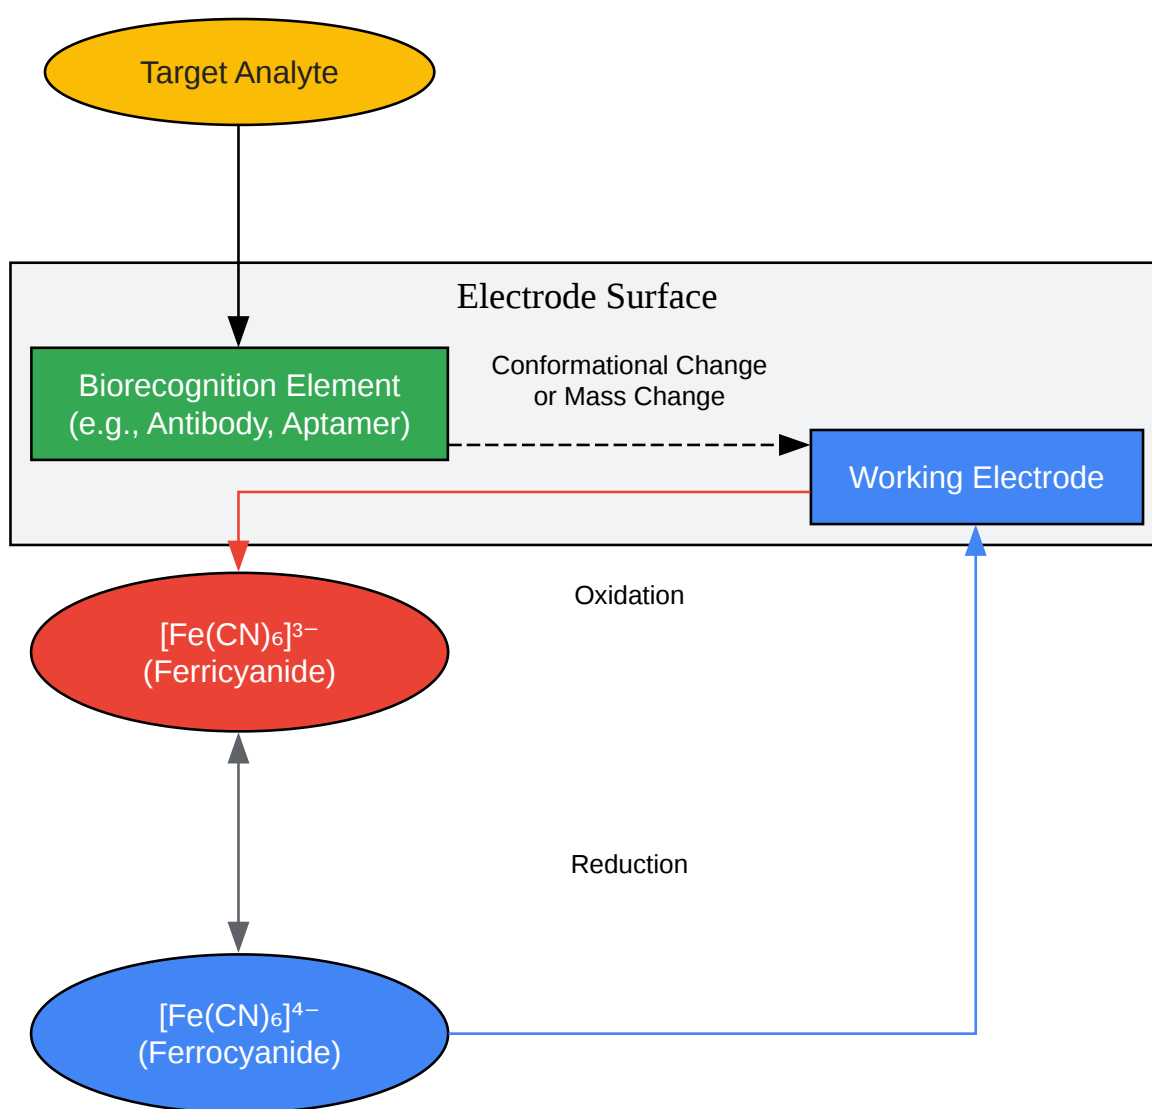 Target Analyte
Electrode Surface
Conformational Change
or Mass Change
Biorecognition Element
(e.g., Antibody, Aptamer)
Working Electrode
Oxidation
[Fe(CN)₆]³⁻
(Ferricyanide)
Reduction
[Fe(CN)₆]⁴⁻
(Ferrocyanide)